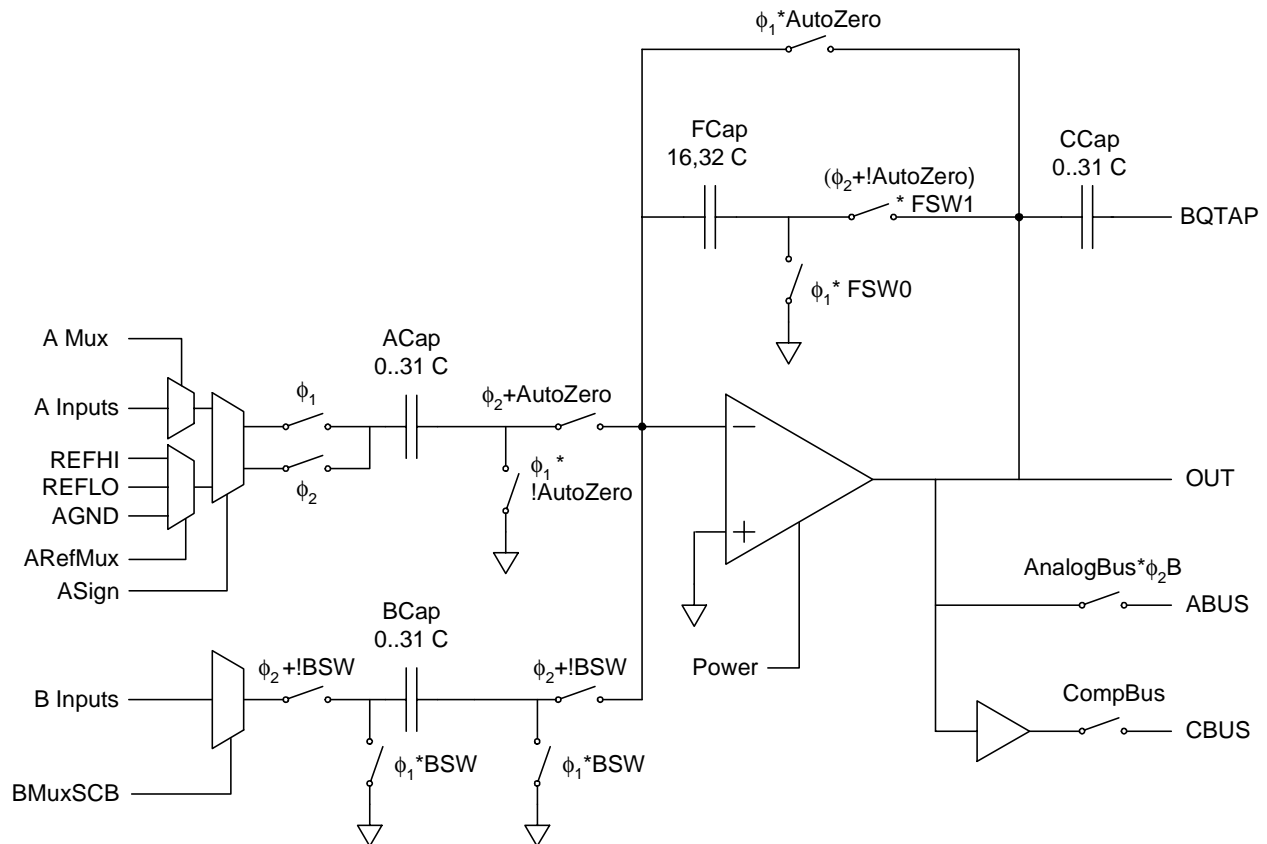 ϕ1*AutoZero
FCap
16,32 C
CCap
0..31 C
(ϕ2+!AutoZero)
* FSW1
BQTAP
ϕ1* FSW0
A Mux
ACap
0..31 C
A Inputs
ϕ1
ϕ2+AutoZero
REFHI
REFLO
AGND
ϕ2
ϕ1*
!AutoZero
OUT
ARefMux
ASign
AnalogBus*ϕ2B
ABUS
BCap
0..31 C
Power
B Inputs
ϕ2+!BSW
ϕ2+!BSW
CompBus
CBUS
ϕ1*BSW
ϕ1*BSW
BMuxSCB